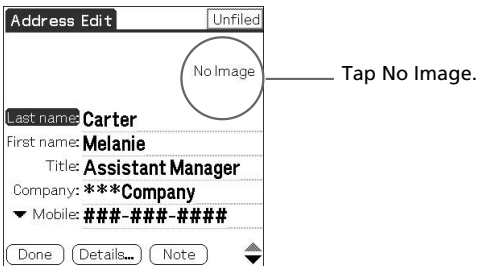 Address Edit Unfiled
No Image Tap No Image.
Last name: Carter
First name: Melanie
Title: Assistant Manager
Company: ***Company
Mobile: ###-###-####
Done Details... Note